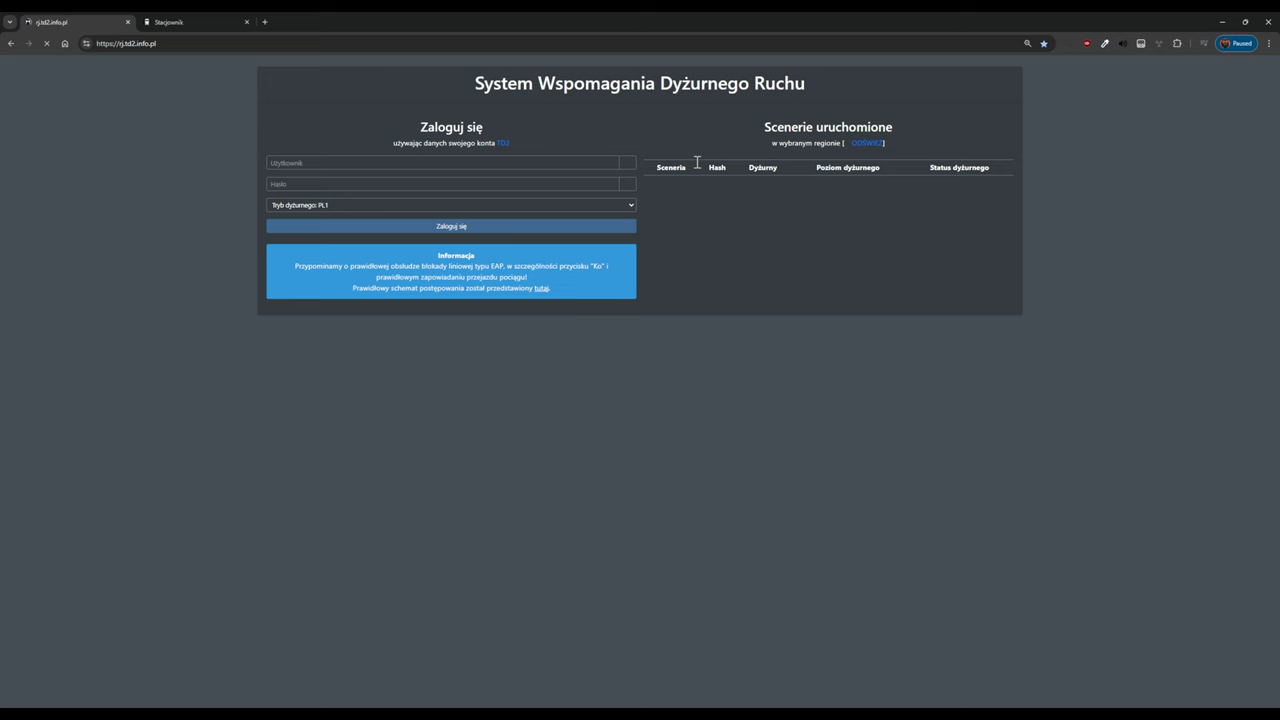 rj.td2.info.pl
Stacjownik
https://rj.td2.info.pl
Paused
System Wspomagania Dyżurnego Ruchu
Zaloguj się
używając danych swojego konta TD2
Użytkownik
Hasło
Tryb dyżurnego: PL1
Zaloguj się
Informacja
Przypominamy o prawidłowej obsłudze blokady liniowej typu EAP, w szczególności przycisku "Ko" i
prawidłowym zapowiadaniu przejazdu pociągu!
Prawidłowy schemat postępowania został przedstawiony tutaj.
Scenerie uruchomione
w wybranym regionie [ ODŚWIEŻ]
Sceneria Hash Dyżurny Poziom dyżurnego Status dyżurnego